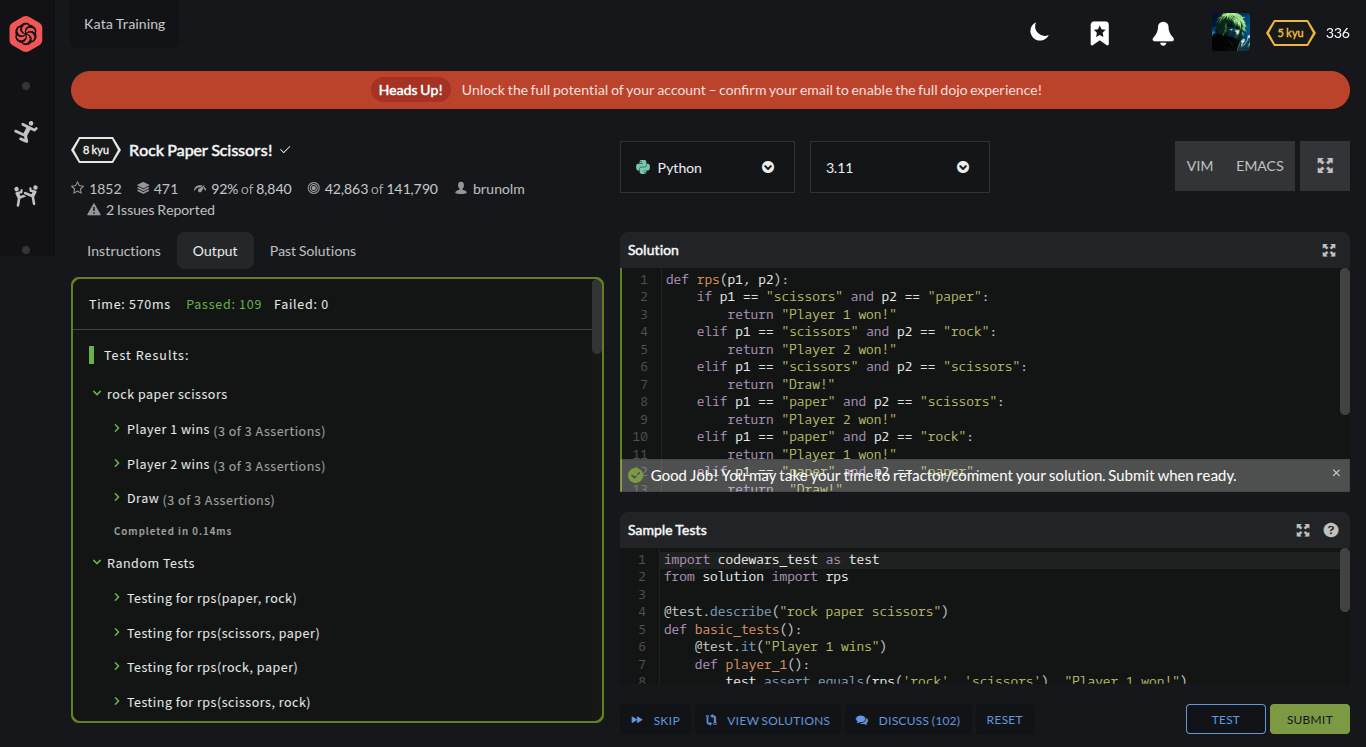 Kata Training
5 kyu 336
Heads Up! Unlock the full potential of your account – confirm your email to enable the full dojo experience!
8 kyu Rock Paper Scissors!
1852 471 92% of 8,840 42,863 of 141,790 brunolm
2 Issues Reported
Python
3.11
VIM EMACS
Instructions Output Past Solutions
Time: 570ms Passed: 109 Failed: 0
Test Results:
rock paper scissors
Player 1 wins (3 of 3 Assertions)
Player 2 wins (3 of 3 Assertions)
Draw (3 of 3 Assertions)
Completed in 0.14ms
Random Tests
Testing for rps(paper, rock)
Testing for rps(scissors, paper)
Testing for rps(rock, paper)
Testing for rps(scissors, rock)
Solution
1 def rps(p1, p2):
2 if p1 == "scissors" and p2 == "paper":
3 return "Player 1 won!"
4 elif p1 == "scissors" and p2 == "rock":
5 return "Player 2 won!"
6 elif p1 == "scissors" and p2 == "scissors":
7 return "Draw!"
8 elif p1 == "paper" and p2 == "scissors":
9 return "Player 2 won!"
10 elif p1 == "paper" and p2 == "rock":
11 return "Player 1 won!"
12 elif p1 == "paper" and p2 == "paper":
Good Job! You may take your time to refactor/comment your solution. Submit when ready.
13 return "Draw!"
Sample Tests
1 import codewars_test as test
2 from solution import rps
3
4 @test.describe("rock paper scissors")
5 def basic_tests():
6 @test.it("Player 1 wins")
7 def player_1():
8 test.assert_equals(rps('rock', 'scissors'), "Player 1 won!")
SKIP VIEW SOLUTIONS DISCUSS (102) RESET
TEST SUBMIT